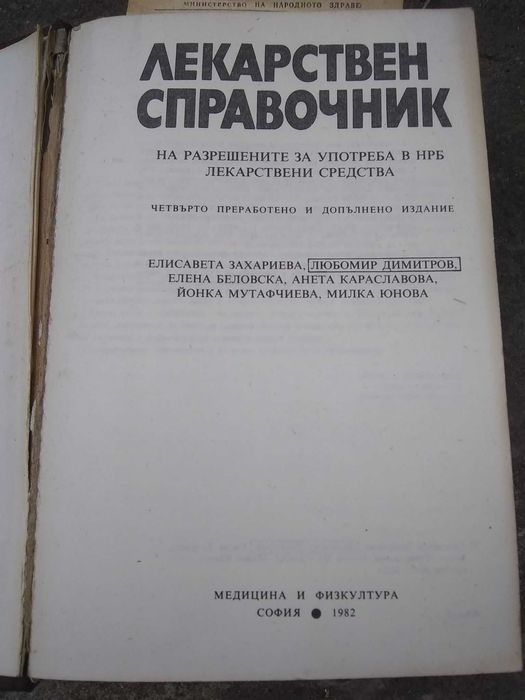 МИНИСТЕРСТВО НА НАРОДНОТО ЗДРАВЕ
ЛЕКАРСТВЕН
СПРАВОЧНИК
НА РАЗРЕШЕНИТЕ ЗА УПОТРЕБА В НРБ
ЛЕКАРСТВЕНИ СРЕДСТВА
ЧЕТВЪРТО ПРЕРАБОТЕНО И ДОПЪЛНЕНО ИЗДАНИЕ
ЕЛИСАВЕТА ЗАХАРИЕВА, ЛЮБОМИР ДИМИТРОВ,
ЕЛЕНА БЕЛОВСКА, АНЕТА КАРАСЛАВОВА,
ЙОНКА МУТАФЧИЕВА, МИЛКА ЮНОВА
МЕДИЦИНА И ФИЗКУЛТУРА
СОФИЯ ● 1982